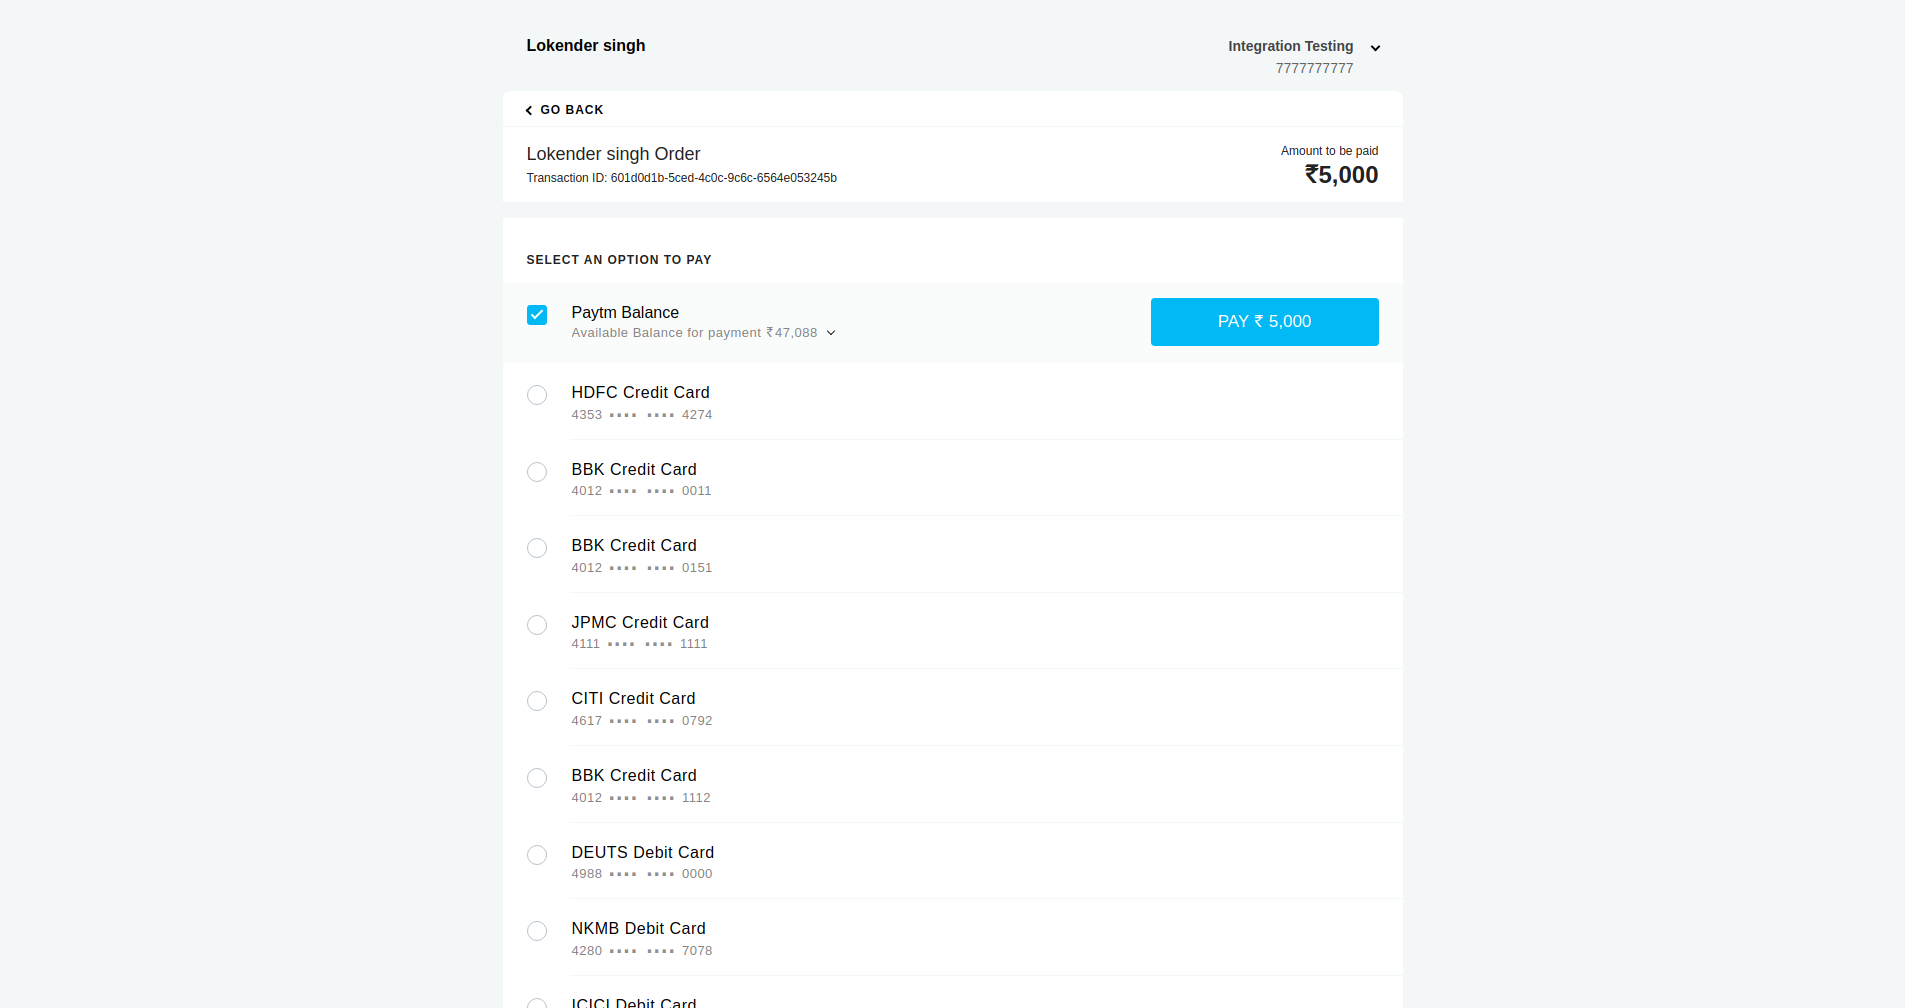 Lokender singh
Integration Testing
7777777777
GO BACK
Lokender singh Order
Amount to be paid
Transaction ID: 601d0d1b-5ced-4c0c-9c6c-6564e053245b
₹5,000
SELECT AN OPTION TO PAY
Paytm Balance
Available Balance for payment ₹47,088
PAY ₹ 5,000
HDFC Credit Card
4353 •••• •••• 4274
BBK Credit Card
4012 •••• •••• 0011
BBK Credit Card
4012 •••• •••• 0151
JPMC Credit Card
4111 •••• •••• 1111
CITI Credit Card
4617 •••• •••• 0792
BBK Credit Card
4012 •••• •••• 1112
DEUTS Debit Card
4988 •••• •••• 0000
NKMB Debit Card
4280 •••• •••• 7078
ICICI Debit Card